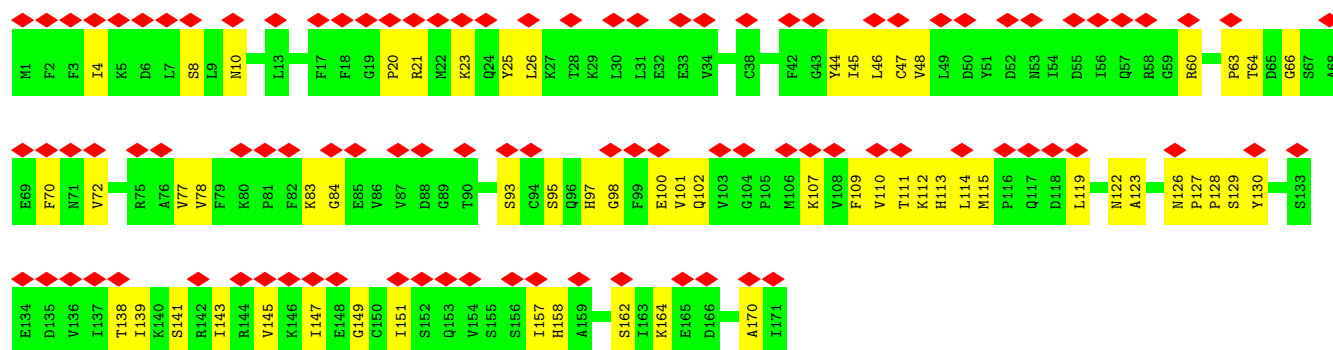 M1 F2 F3 I4 K5 D6 L7 S8 L9 N10 L13 F17 F18 G19 P20 R21 M22 K23 Q24 Y25 L26 K27 T28 K29 L30 L31 E32 E33 V34 C38 F42 G43 Y44 I45 L46 C47 V48 L49 D50 Y51 D52 N53 I54 D55 I56 Q57 R58 G59 R60 P63 T64 D65 G66 S67 A68
E69 F70 N71 V72 R75 A76 V77 V78 F79 K80 P81 F82 K83 G84 E85 V86 V87 D88 G89 T90 S93 C94 S95 Q96 H97 G98 F99 E100 V101 Q102 V103 G104 P105 M106 K107 V108 F109 V110 T111 K112 H113 L114 M115 P116 Q117 D118 L119 N122 A123 N126 P127 P128 S129 Y130 S133
E134 D135 V136 I137 T138 I139 K140 S141 R142 I143 R144 V145 K146 I147 E148 G149 C150 I151 S152 Q153 V154 S155 S156 I157 H158 A159 S162 I163 K164 E165 D166 A170 I171